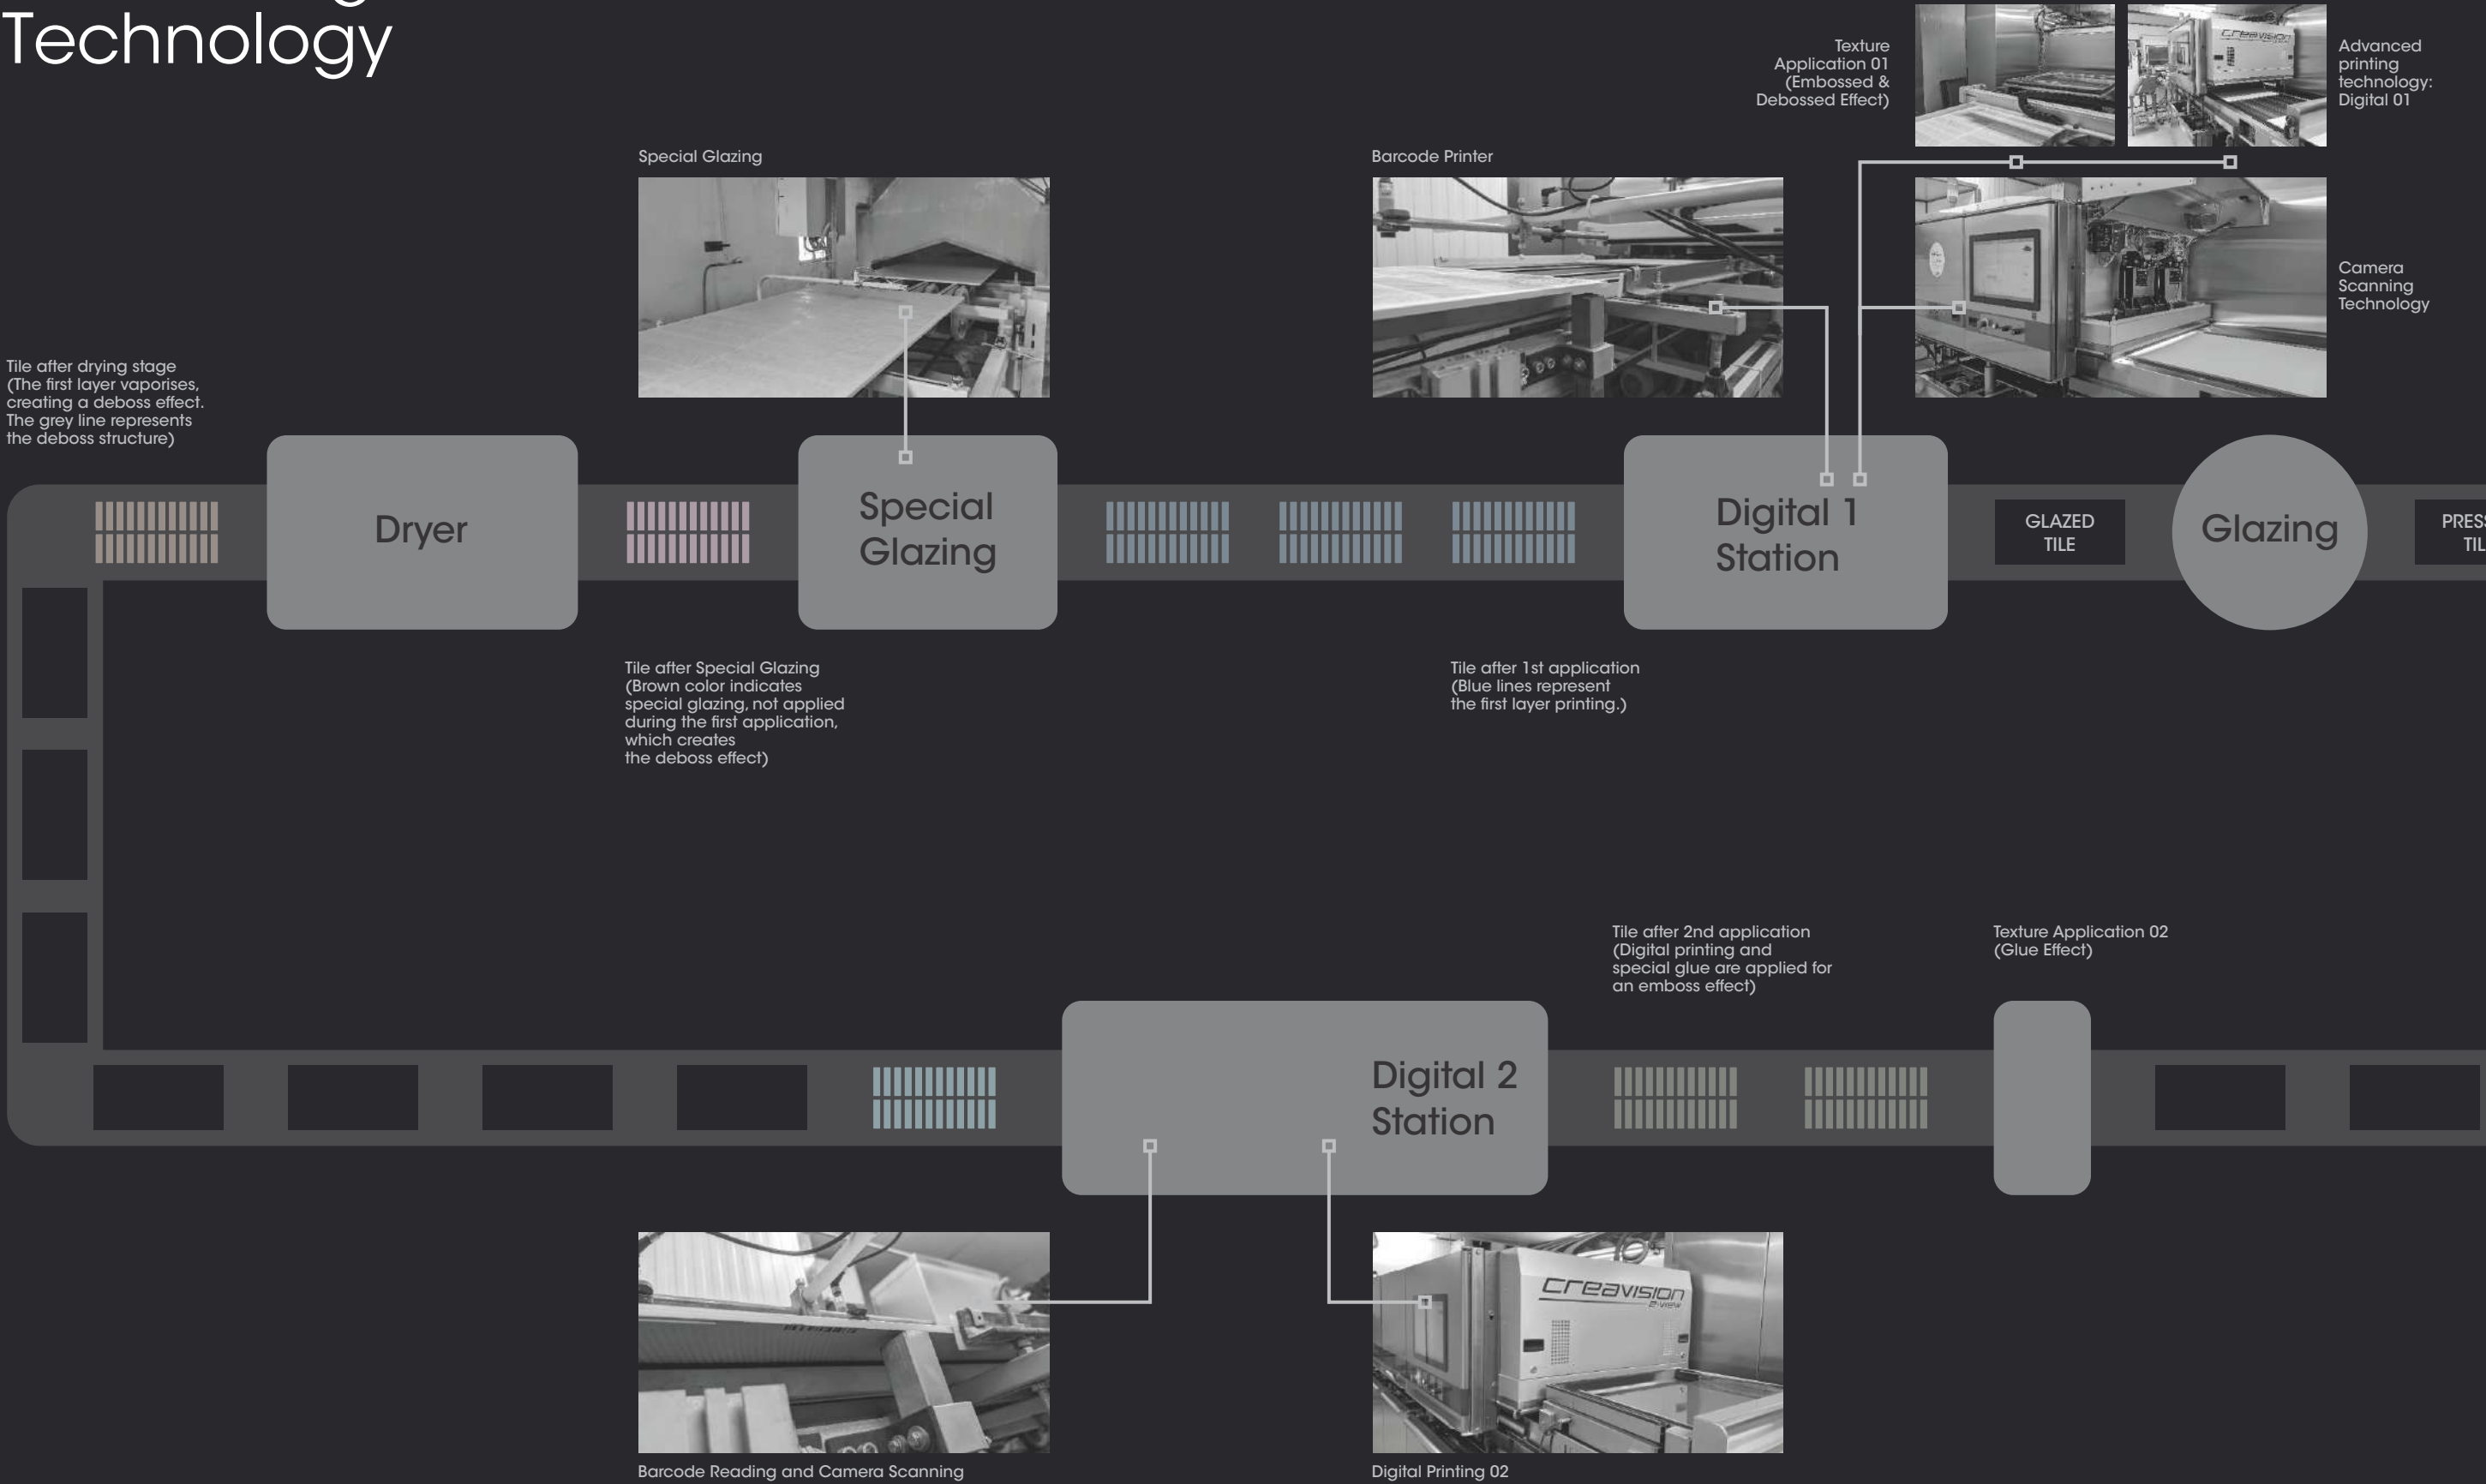 Technology
Texture
Application 01
(Embossed &
Debossed Effect)
creavision
Advanced
printing
technology:
Digital 01
Special Glazing
Barcode Printer
Camera
Scanning
Technology
Tile after drying stage
(The first layer vaporises,
creating a deboss effect.
The grey line represents
the deboss structure)
Dryer
Special
Glazing
Digital 1
Station
GLAZED
TILE
Glazing
Tile after Special Glazing
(Brown color indicates
special glazing, not applied
during the first application,
which creates
the deboss effect)
Tile after 1st application
(Blue lines represent
the first layer printing.)
Tile after 2nd application
(Digital printing and
special glue are applied for
an emboss effect)
Texture Application 02
(Glue Effect)
Digital 2
Station
creavision
Barcode Reading and Camera Scanning
Digital Printing 02